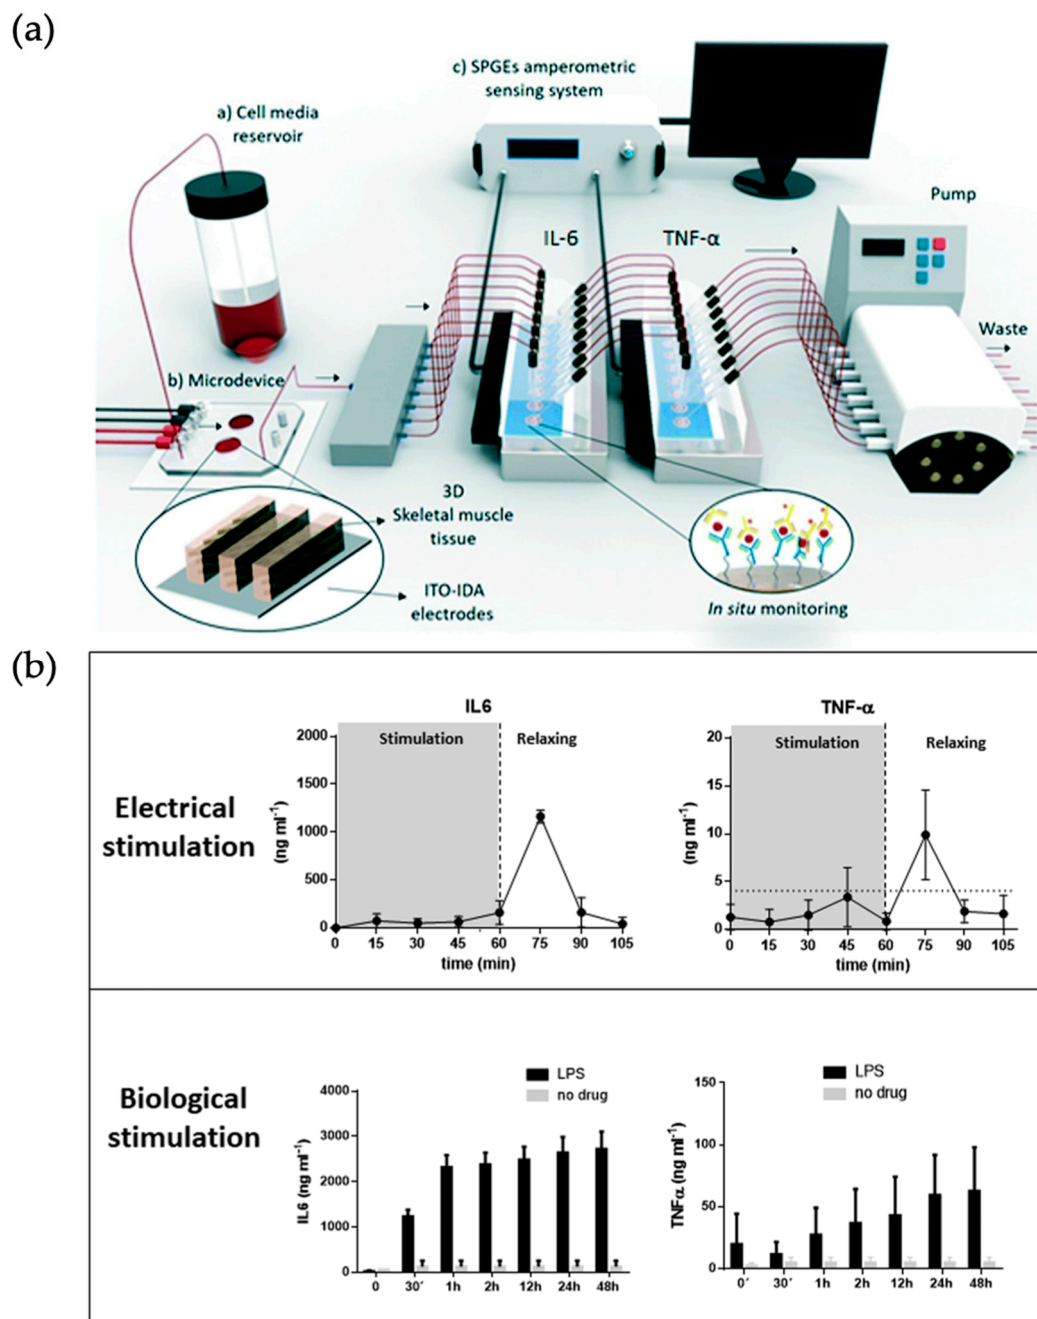 (a)
c) SPGEs amperometric
sensing system
a) Cell media
reservoir
Pump
IL-6
TNF-α
Waste
b) Microdevice
3D
Skeletal muscle
tissue
ITO-IDA
electrodes
In situ monitoring
(b)
Electrical
stimulation
IL6
Stimulation
Relaxing
(ng ml-1)
2000
1500
1000
500
0
0 15 30 45 60 75 90 105
time (min)
TNF-α
Stimulation
Relaxing
(ng ml-1)
20
15
10
5
0
0 15 30 45 60 75 90 105
time (min)
Biological
stimulation
LPS
no drug
IL6 (ng ml-1)
4000
3000
2000
1000
0
0 30´ 1h 2h 12h 24h 48h
LPS
no drug
TNFα (ng ml-1)
150
100
50
0
0´ 30´ 1h 2h 12h 24h 48h